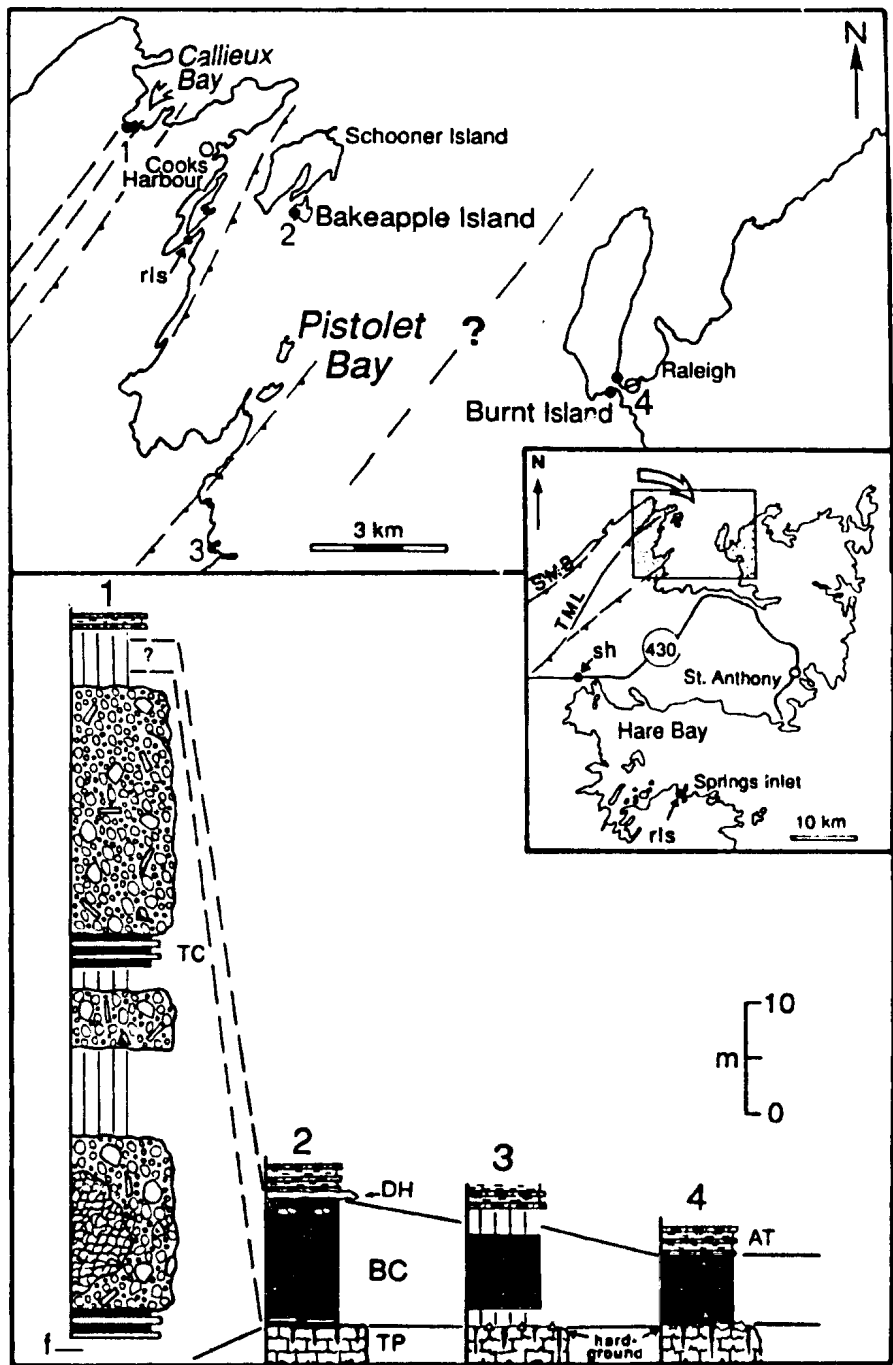 Callieux
Bay
N
1
Cooks
Harbour
Schooner Island
2
Bakeapple Island
rls
Pistolet
Bay
?
Raleigh
4
Burnt Island
3
3 km
N
S.M.B
TML
sh
430
St. Anthony
Hare Bay
Springs inlet
rls
10 km
1
?
TC
10
m
0
2
3
4
DH
AT
BC
TP
hard-
ground
f